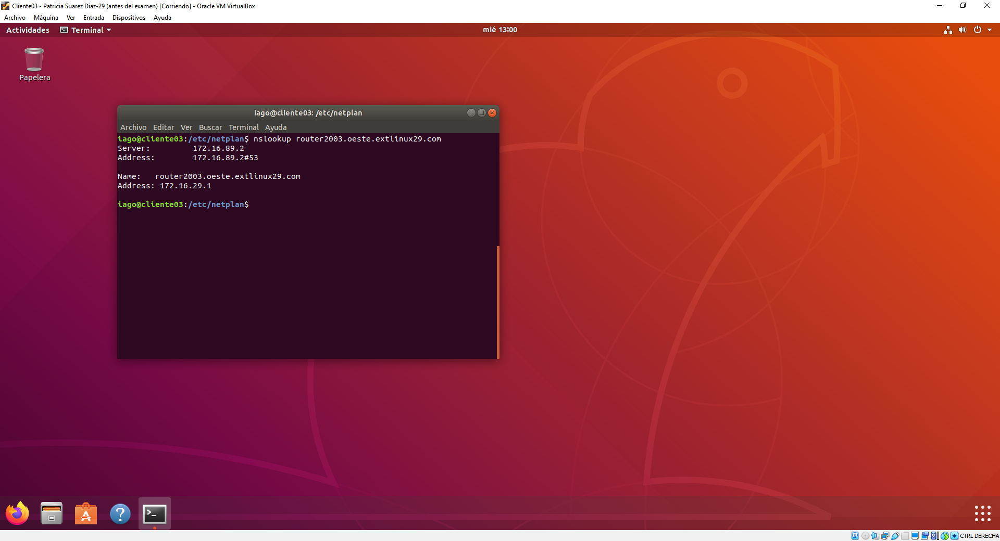 Cliente03 - Patricia Suarez Diaz-29 (antes del examen) [Corriendo] - Oracle VM VirtualBox
Archivo Máquina Ver Entrada Dispositivos Ayuda
Actividades Terminal mié 13:00
Papelera
iago@cliente03: /etc/netplan
Archivo Editar Ver Buscar Terminal Ayuda
iago@cliente03:/etc/netplan$ nslookup router2003.oeste.extlinux29.com
Server: 172.16.89.2
Address: 172.16.89.2#53
Name: router2003.oeste.extlinux29.com
Address: 172.16.29.1
iago@cliente03:/etc/netplan$
CTRL DERECHA